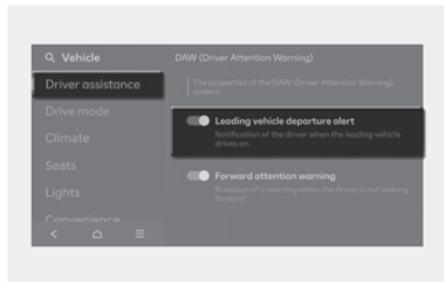 Vehicle
Driver assistance
Drive mode
Climate
Seats
Lights
Convenience
DAW (Driver Attention Warning)
The properties of the DAW (Driver Attention Warning)
system.
Leading vehicle departure alert
Notification of the driver when the leading vehicle
drives on.
Forward attention warning
Provision of a warning when the driver is not looking
forward